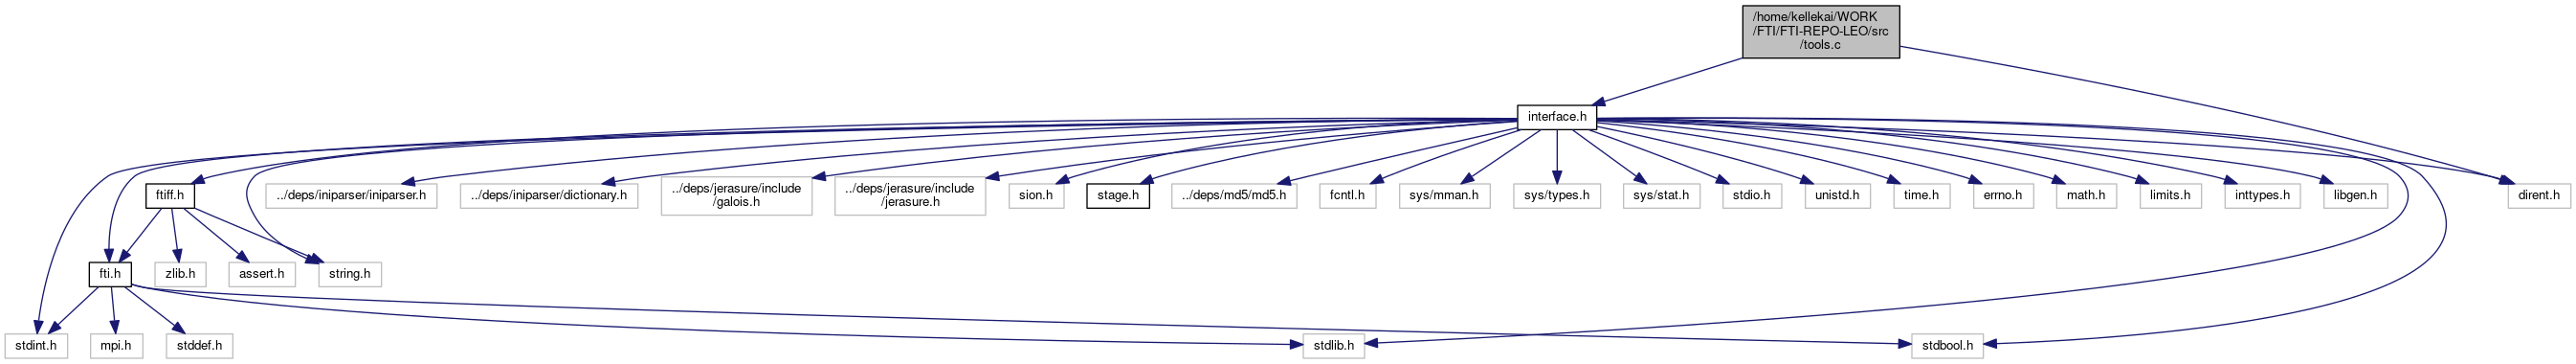 /home/kellekai/WORK
/FTI/FTI-REPO-LEO/src
/tools.c
interface.h
ftiff.h
../deps/iniparser/iniparser.h
../deps/iniparser/dictionary.h
../deps/jerasure/include
/galois.h
../deps/jerasure/include
/jerasure.h
sion.h
stage.h
../deps/md5/md5.h
fcntl.h
sys/mman.h
sys/types.h
sys/stat.h
stdio.h
unistd.h
time.h
errno.h
math.h
limits.h
inttypes.h
libgen.h
dirent.h
fti.h
zlib.h
assert.h
string.h
stdint.h
mpi.h
stddef.h
stdlib.h
stdbool.h